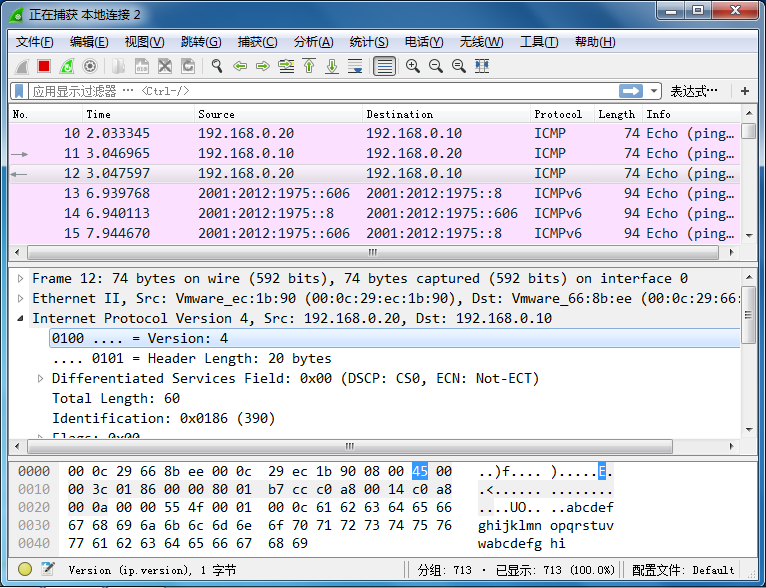 正在捕获 本地连接 2
文件(F) 编辑(E) 视图(V) 跳转(G) 捕获(C) 分析(A) 统计(S) 电话(Y) 无线(W) 工具(T) 帮助(H)
应用显示过滤器 ··· <Ctrl-/> 表达式··· +
No. Time Source Destination Protocol Length Info
10 2.033345 192.168.0.20 192.168.0.10 ICMP 74 Echo (ping…
11 3.046965 192.168.0.10 192.168.0.20 ICMP 74 Echo (ping…
12 3.047597 192.168.0.20 192.168.0.10 ICMP 74 Echo (ping…
13 6.939768 2001:2012:1975::606 2001:2012:1975::8 ICMPv6 94 Echo (ping…
14 6.940113 2001:2012:1975::8 2001:2012:1975::606 ICMPv6 94 Echo (ping…
15 7.944670 2001:2012:1975::606 2001:2012:1975::8 ICMPv6 94 Echo (ping…
Frame 12: 74 bytes on wire (592 bits), 74 bytes captured (592 bits) on interface 0
Ethernet II, Src: Vmware_ec:1b:90 (00:0c:29:ec:1b:90), Dst: Vmware_66:8b:ee (00:0c:29:66:
Internet Protocol Version 4, Src: 192.168.0.20, Dst: 192.168.0.10
0100 .... = Version: 4
.... 0101 = Header Length: 20 bytes
Differentiated Services Field: 0x00 (DSCP: CS0, ECN: Not-ECT)
Total Length: 60
Identification: 0x0186 (390)
Flags: 0x00
0000 00 0c 29 66 8b ee 00 0c 29 ec 1b 90 08 00 45 00 ..)f.... ).....E.
0010 00 3c 01 86 00 00 80 01 b7 cc c0 a8 00 14 c0 a8 .<...... ........
0020 00 0a 00 00 55 4f 00 01 00 0c 61 62 63 64 65 66 ....UO.. ..abcdef
0030 67 68 69 6a 6b 6c 6d 6e 6f 70 71 72 73 74 75 76 ghijklmn opqrstuv
0040 77 61 62 63 64 65 66 67 68 69 wabcdefg hi
Version (ip.version), 1 字节 分组: 713 · 已显示: 713 (100.0%) 配置文件: Default